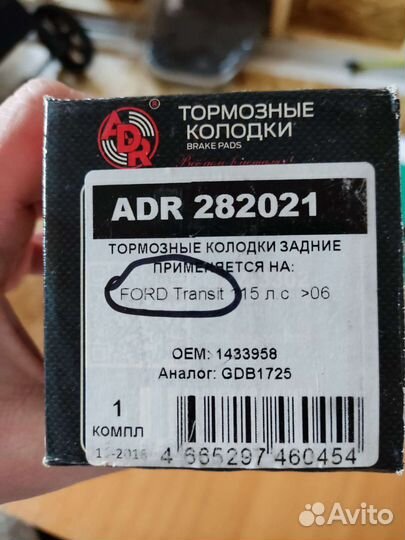 ADR
®
ТОРМОЗНЫЕ
КОЛОДКИ
BRAKE PADS
ADR 282021
ТОРМОЗНЫЕ КОЛОДКИ ЗАДНИЕ
ПРИМЕНЯЕТСЯ НА:
FORD Transit 115 л с >06
OEM: 1433958
Аналог: GDB1725
1
КОМПЛ
4 665297 460454
Avito